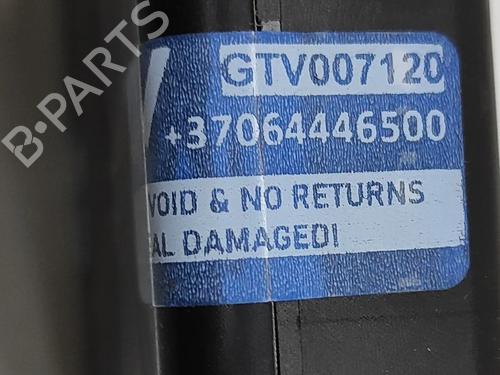 GTV007120
+37064446500
VOID & NO RETURNS
AL DAMAGED!
B-PARTS